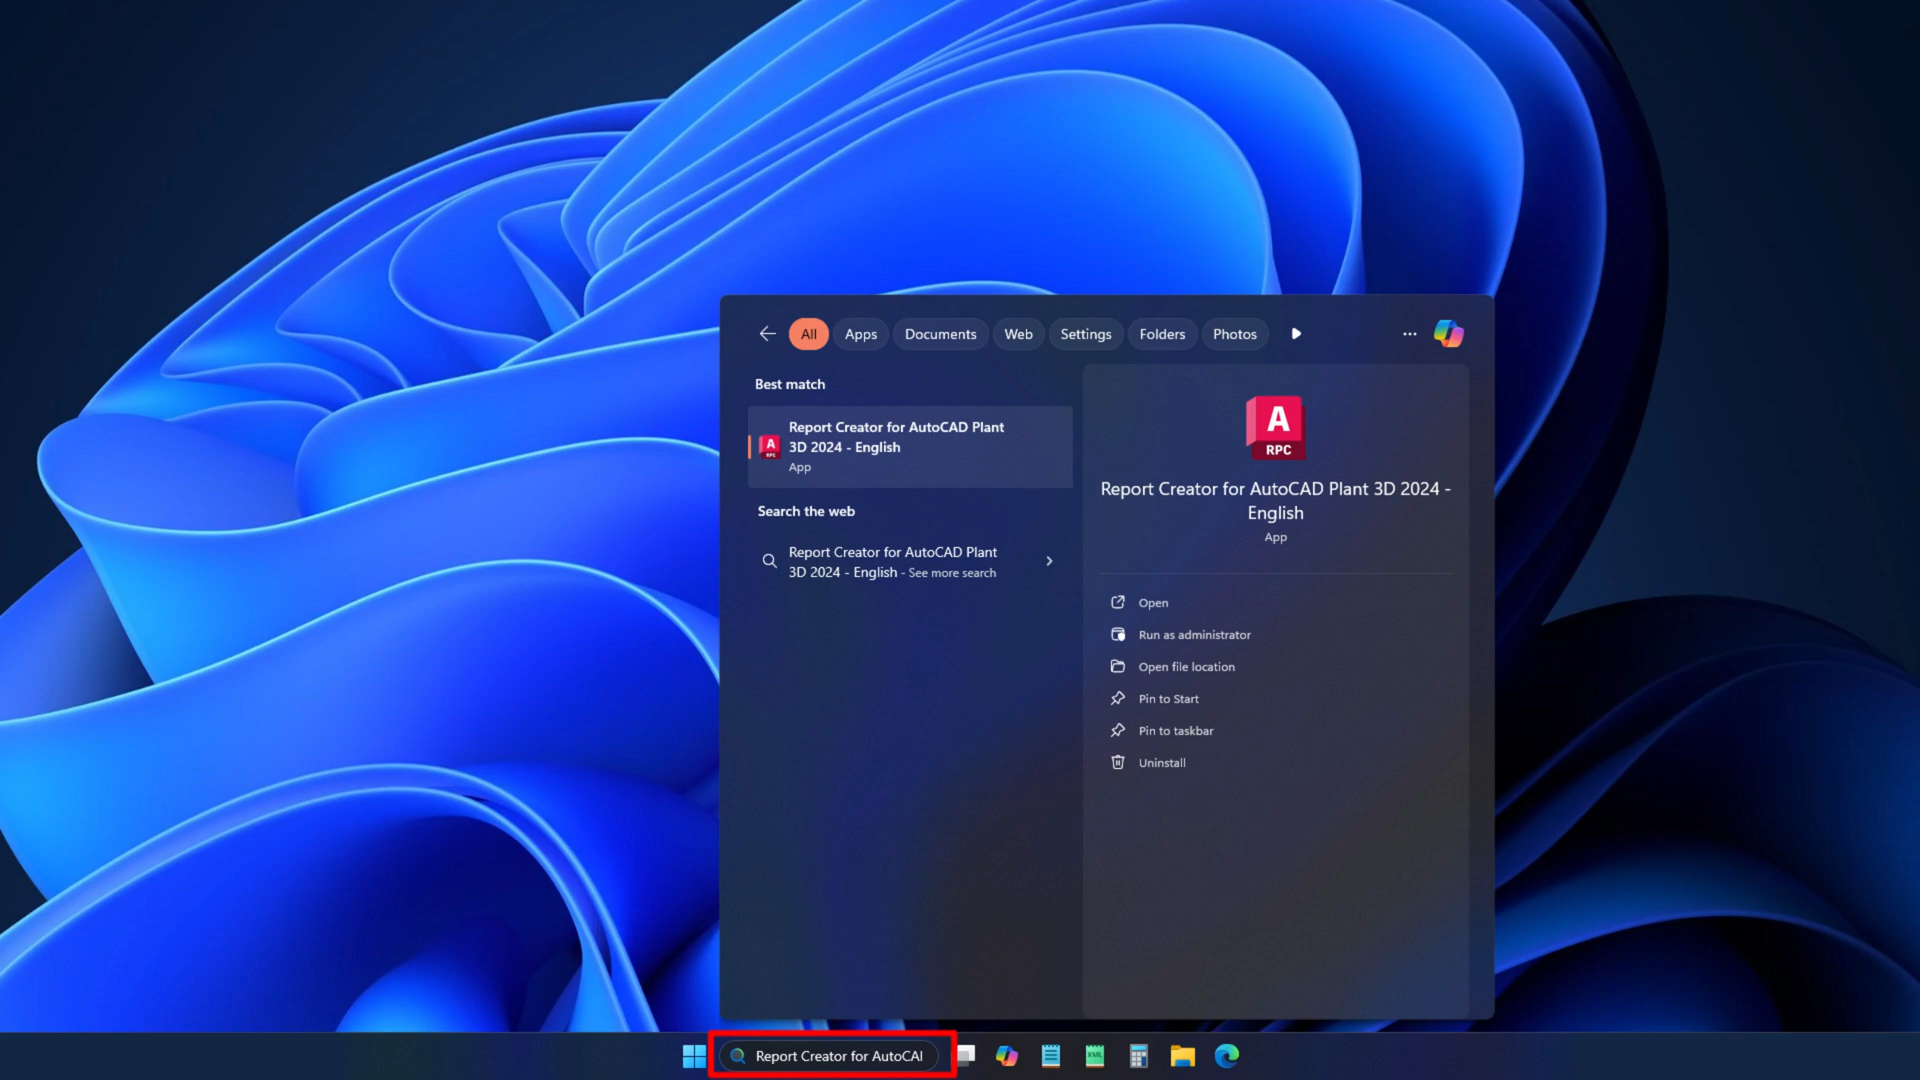 All
Apps
Documents
Web
Settings
Folders
Photos
Best match
Report Creator for AutoCAD Plant
3D 2024 - English
App
A
RPC
Search the web
Report Creator for AutoCAD Plant
3D 2024 - English - See more search
A
RPC
Report Creator for AutoCAD Plant 3D 2024 -
English
App
Open
Run as administrator
Open file location
Pin to Start
Pin to taskbar
Uninstall
Report Creator for AutoCAI
XML